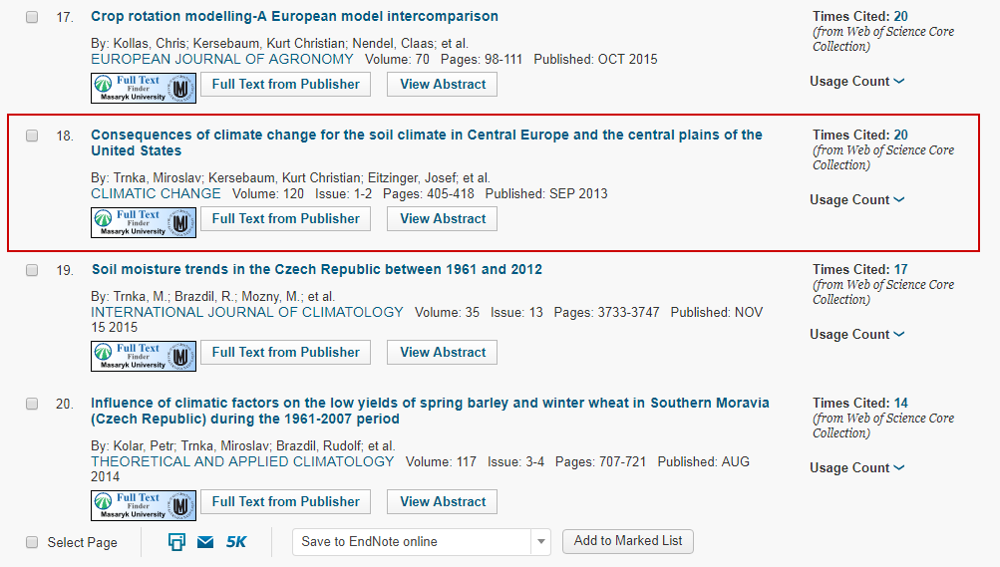 17. Crop rotation modelling-A European model intercomparison
By: Kollas, Chris; Kersebaum, Kurt Christian; Nendel, Claas; et al.
EUROPEAN JOURNAL OF AGRONOMY Volume: 70 Pages: 98-111 Published: OCT 2015
Full Text
Finder
Masaryk University
Full Text from Publisher
View Abstract
Times Cited: 20
(from Web of Science Core
Collection)
Usage Count
18. Consequences of climate change for the soil climate in Central Europe and the central plains of the
United States
By: Trnka, Miroslav; Kersebaum, Kurt Christian; Eitzinger, Josef; et al.
CLIMATIC CHANGE Volume: 120 Issue: 1-2 Pages: 405-418 Published: SEP 2013
Full Text
Finder
Masaryk University
Full Text from Publisher
View Abstract
Times Cited: 20
(from Web of Science Core
Collection)
Usage Count
19. Soil moisture trends in the Czech Republic between 1961 and 2012
By: Trnka, M.; Brazdil, R.; Mozny, M.; et al.
INTERNATIONAL JOURNAL OF CLIMATOLOGY Volume: 35 Issue: 13 Pages: 3733-3747 Published: NOV
15 2015
Full Text
Finder
Masaryk University
Full Text from Publisher
View Abstract
Times Cited: 17
(from Web of Science Core
Collection)
Usage Count
20. Influence of climatic factors on the low yields of spring barley and winter wheat in Southern Moravia
(Czech Republic) during the 1961-2007 period
By: Kolar, Petr; Trnka, Miroslav; Brazdil, Rudolf; et al.
THEORETICAL AND APPLIED CLIMATOLOGY Volume: 117 Issue: 3-4 Pages: 707-721 Published: AUG
2014
Full Text
Finder
Masaryk University
Full Text from Publisher
View Abstract
Times Cited: 14
(from Web of Science Core
Collection)
Usage Count
Select Page
5K
Save to EndNote online
Add to Marked List